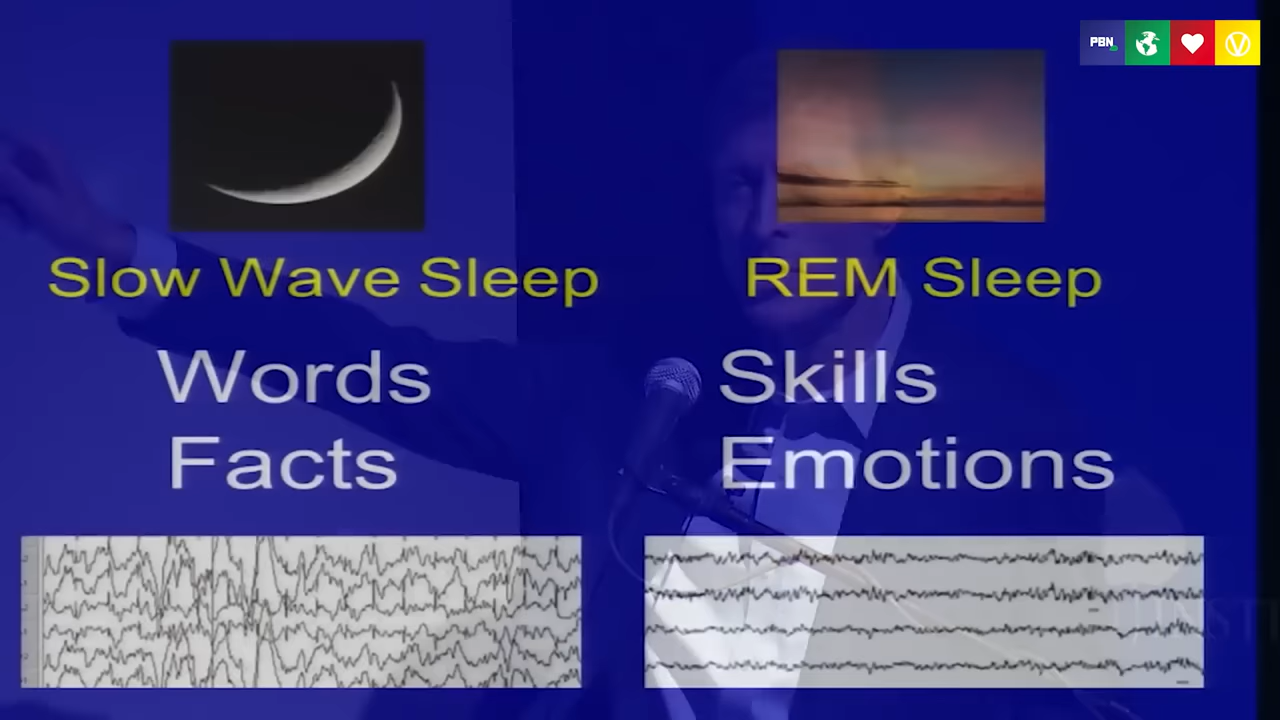 PBN
Slow Wave Sleep
REM Sleep
Words
Skills
Facts
Emotions